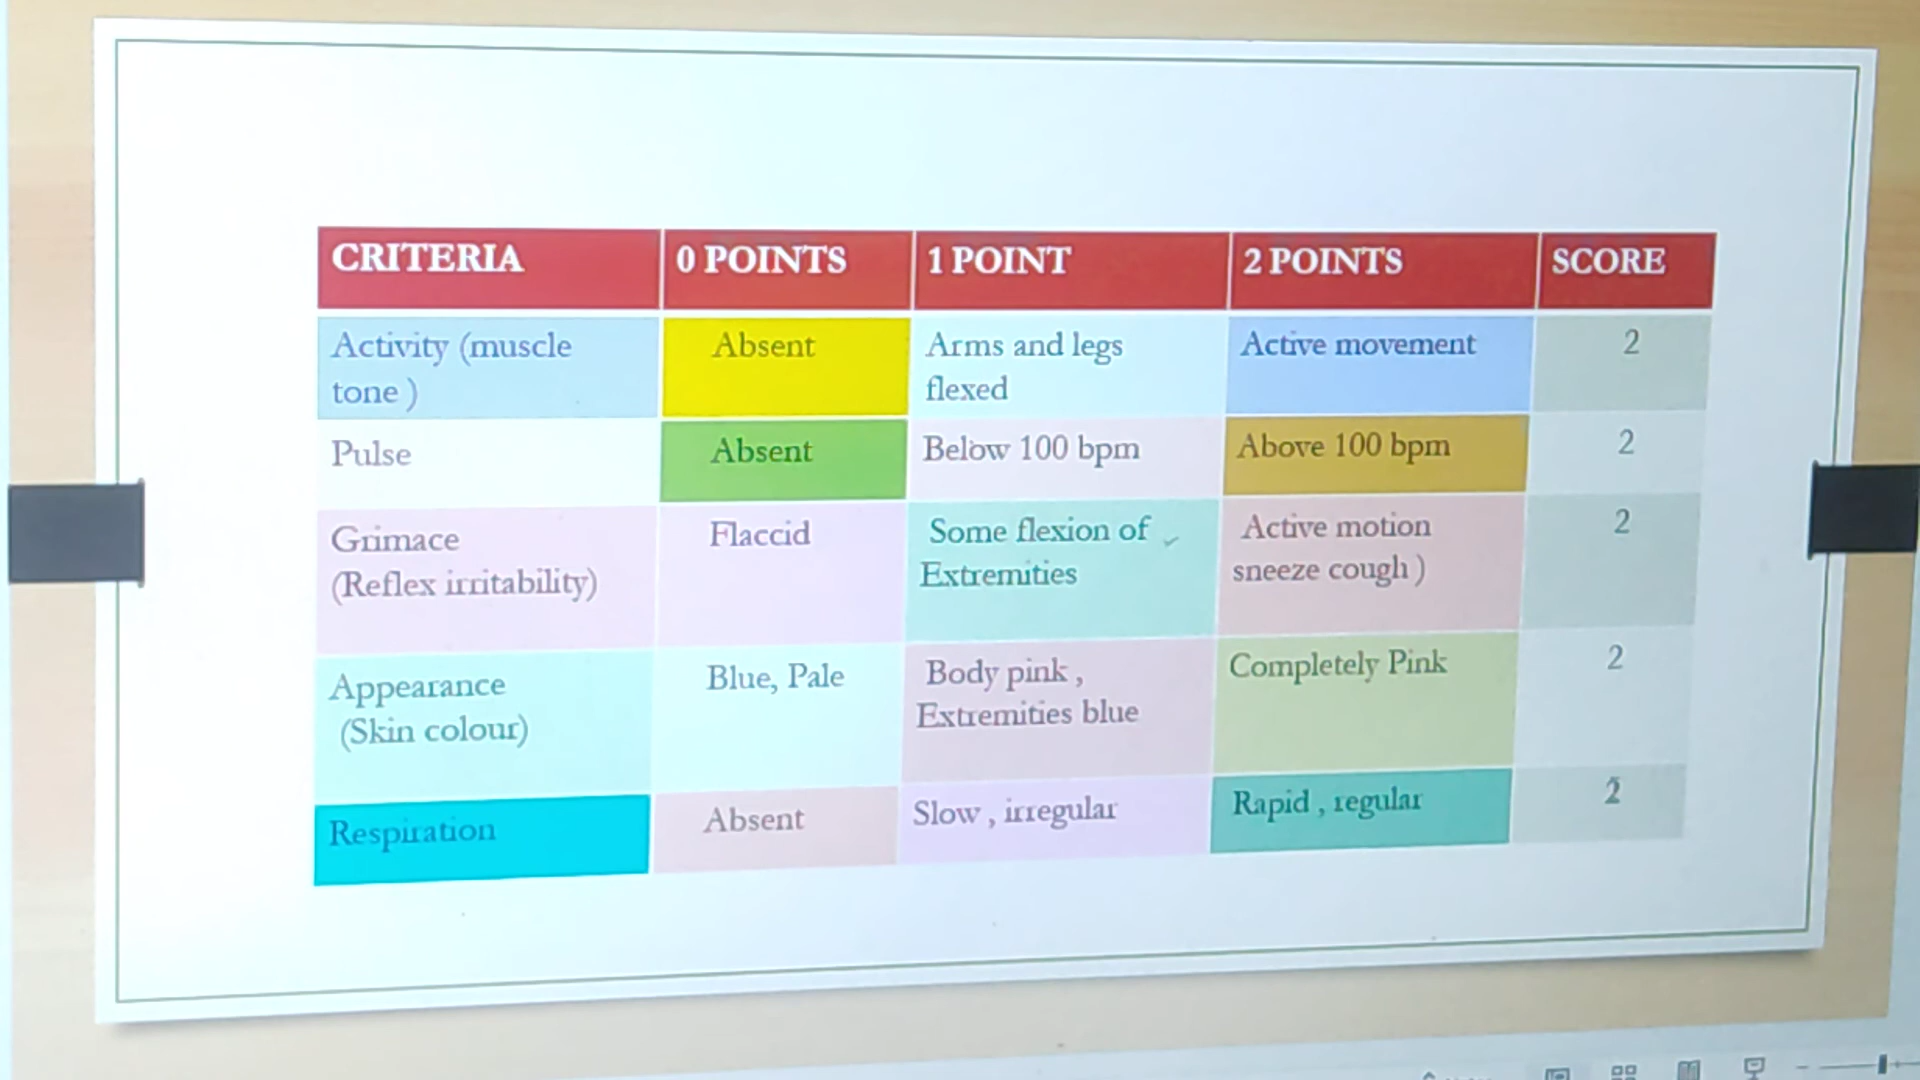 CRITERIA 0 POINTS 1 POINT 2 POINTS SCORE
Activity (muscle tone ) Absent Arms and legs flexed Active movement 2
Pulse Absent Below 100 bpm Above 100 bpm 2
Grimace (Reflex irritability) Flaccid Some flexion of Extremities Active motion sneeze cough ) 2
Appearance (Skin colour) Blue, Pale Body pink , Extremities blue Completely Pink 2
Respiration Absent Slow , irregular Rapid , regular 2